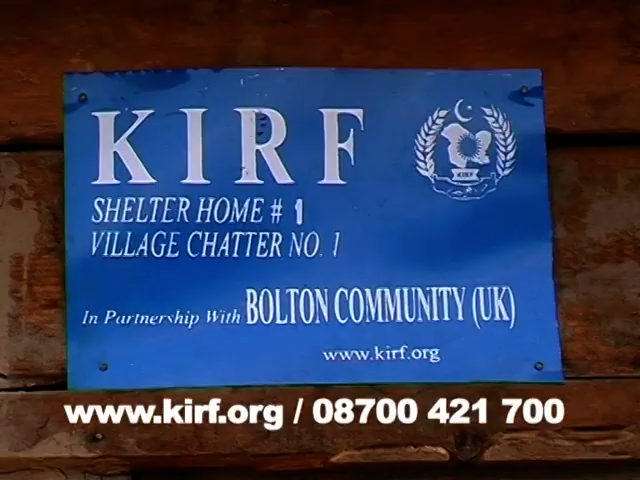 KIRF
SHELTER HOME # 1
VILLAGE CHATTER NO. 1
In Partnership With BOLTON COMMUNITY (UK)
www.kirf.org
www.kirf.org / 08700 421 700